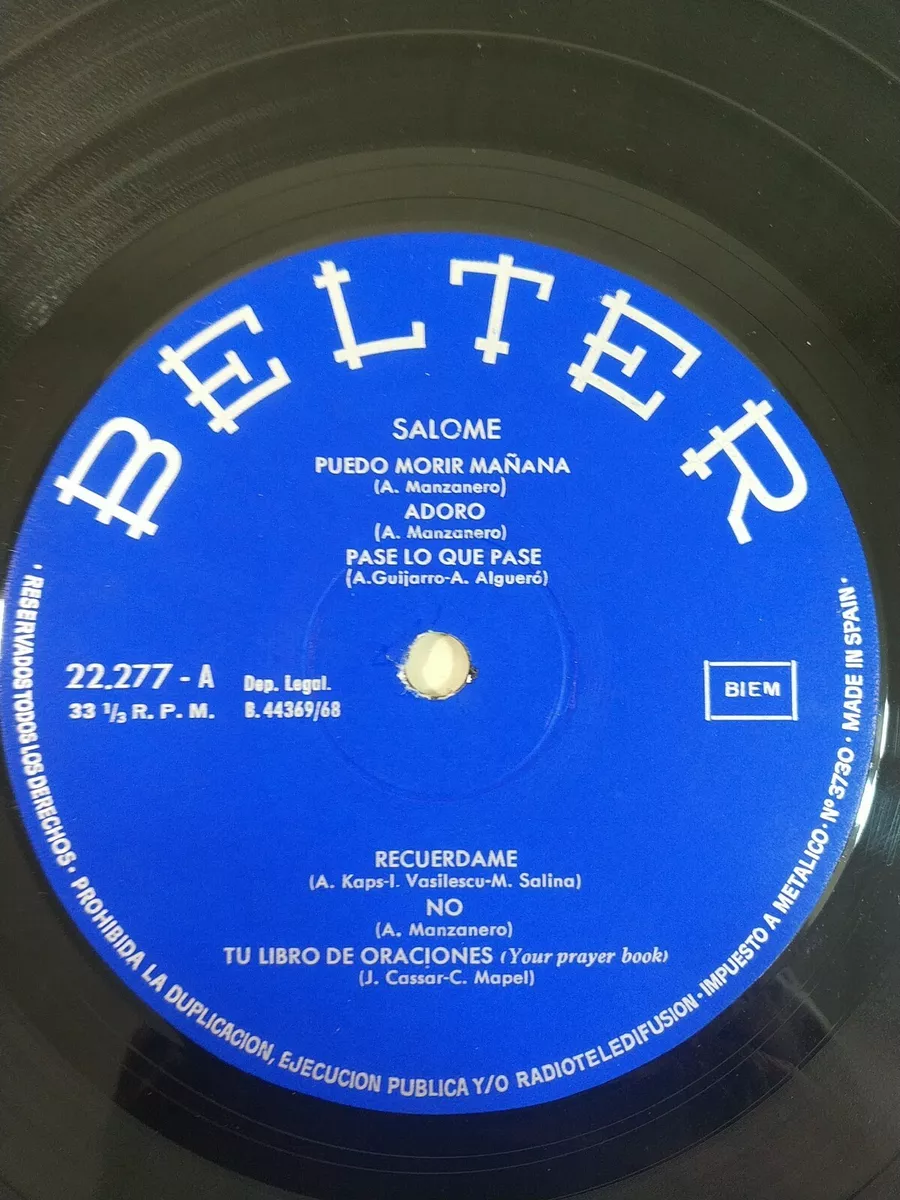 BELTER
SALOME
PUEDO MORIR MAÑANA
(A. Manzanero)
ADORO
(A. Manzanero)
PASE LO QUE PASE
(A.Guijarro-A. Algueró)
22.277 - A
33 ⅓ R. P. M.
Dep. Legal.
B. 44369/68
BIEM
RECUERDAME
(A. Kaps-I. Vasilescu-M. Salina)
NO
(A. Manzanero)
TU LIBRO DE ORACIONES (Your prayer book)
(J. Cassar-C. Mapel)
· RESERVADOS TODOS LOS DERECHOS · PROHIBIDA LA DUPLICACION, EJECUCION PUBLICA Y/O RADIOTELEDIFUSION · IMPUESTO A METALICO · Nº 3730 · MADE IN SPAIN ·